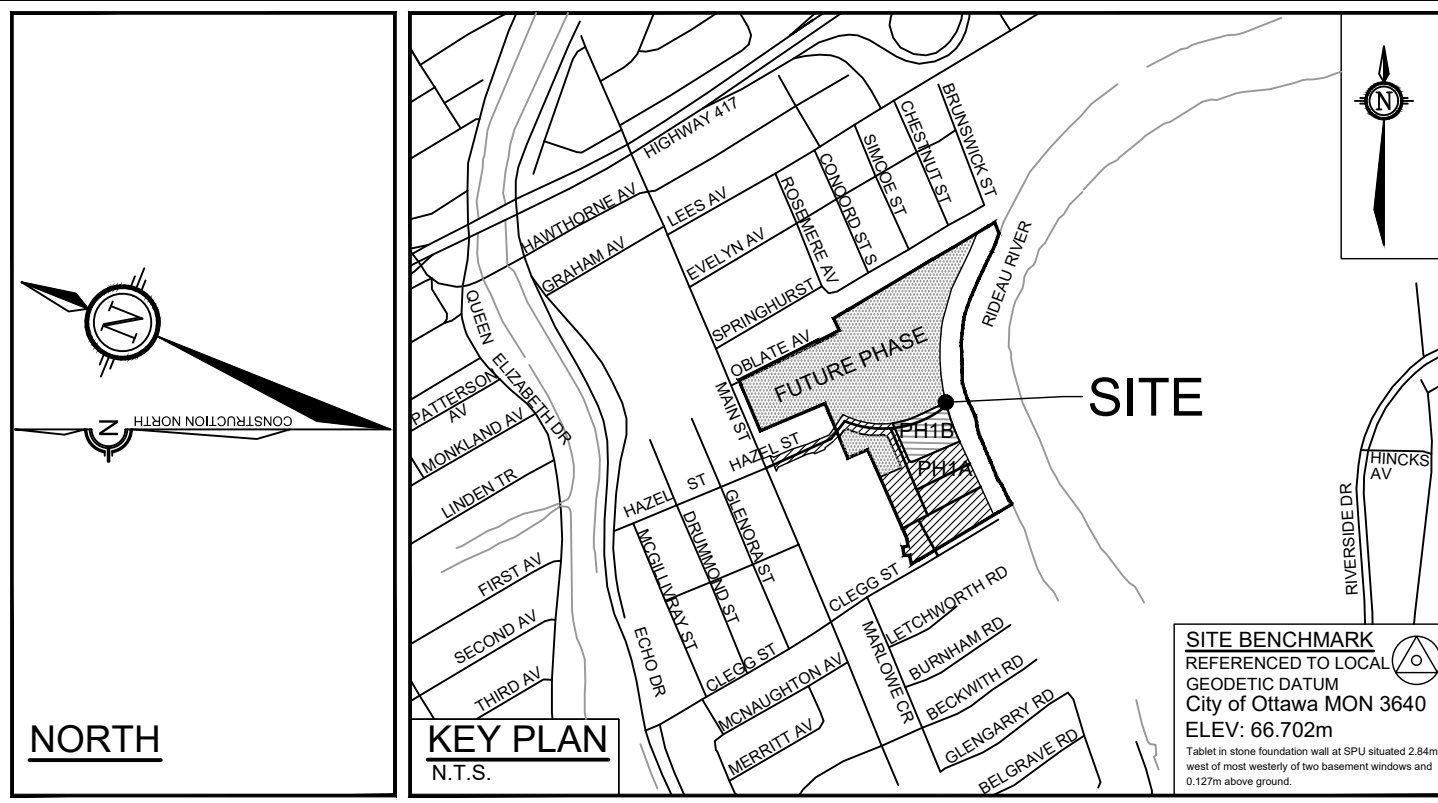 N
N
CONSTRUCTION NORTH
NORTH
N
HIGHWAY 417
HAWTHORNE AV
GRAHAM AV
LEES AV
EVELYN AV
SPRINGHURST
OBLATE AV
ROSEMERE AV
CONCORD ST S
SIMCOE ST
CHESTNUT ST
BRUNSWICK ST
RIDEAU RIVER
QUEEN ELIZABETH DR
MAIN ST
FUTURE PHASE
SITE
PH1B
PH1A
PATTERSON
AV
MONKLAND AV
LINDEN TR
FIRST AV
SECOND AV
THIRD AV
HAZEL ST
HAZEL ST
GLENORA ST
DRUMMOND ST
MCGILLIVRAY ST
ECHO DR
CLEGG ST
CLEGG ST
MCNAUGHTON AV
MERRITT AV
MARLOWE CR
LETCHWORTH RD
BURNHAM RD
BECKWITH RD
GLENGARRY RD
BELGRAVE RD
HINCKS
AV
RIVERSIDE DR
KEY PLAN
N.T.S.
SITE BENCHMARK
REFERENCED TO LOCAL
GEODETIC DATUM
City of Ottawa MON 3640
ELEV: 66.702m
Tablet in stone foundation wall at SPU situated 2.84m
west of most westerly of two basement windows and
0.127m above ground.